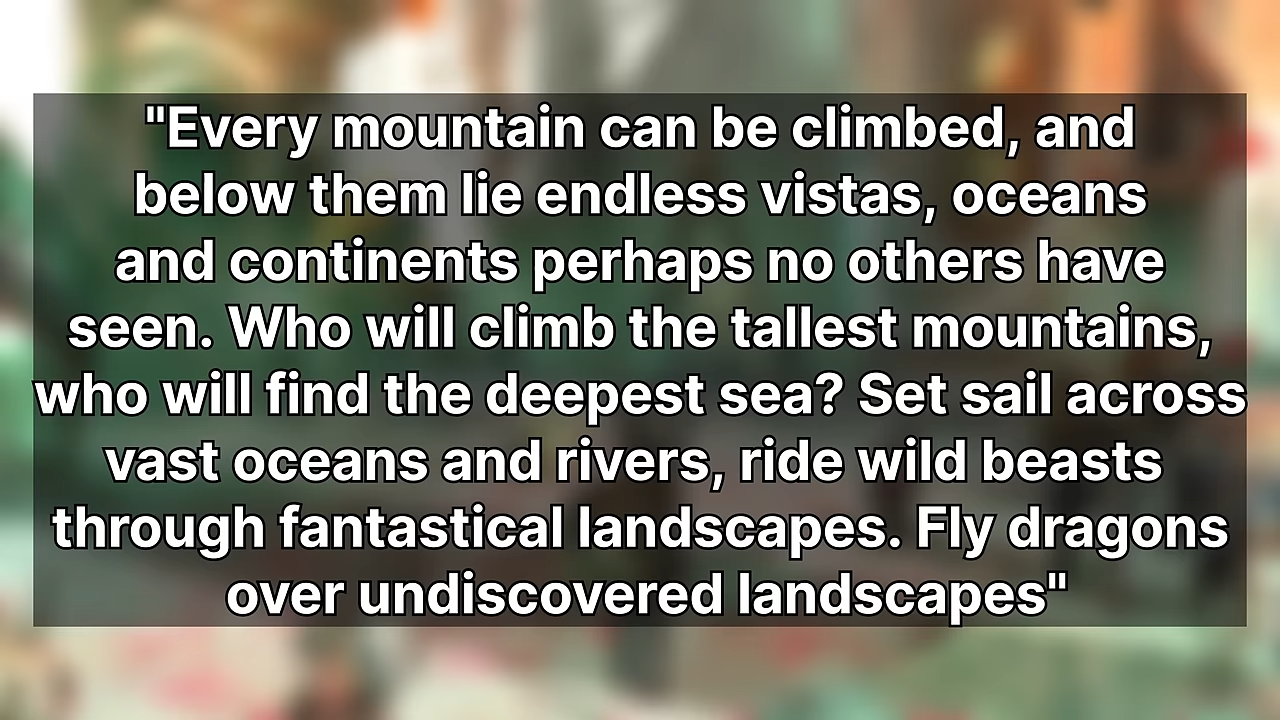 "Every mountain can be climbed, and
below them lie endless vistas, oceans
and continents perhaps no others have
seen. Who will climb the tallest mountains,
who will find the deepest sea? Set sail across
vast oceans and rivers, ride wild beasts
through fantastical landscapes. Fly dragons
over undiscovered landscapes"